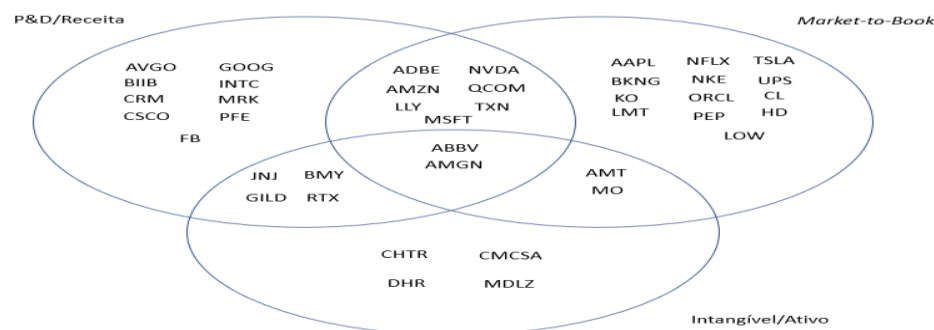 P&D/Receita
Market-to-Book
AVGO GOOG
BIIB INTC
CRM MRK
CSCO PFE
FB
ADBE NVDA
AMZN QCOM
LLY TXN
MSFT
AAPL NFLX TSLA
BKNG NKE UPS
KO ORCL CL
LMT PEP HD
LOW
ABBV
AMGN
JNJ BMY
GILD RTX
AMT
MO
CHTR CMCSA
DHR MDLZ
Intangível/Ativo